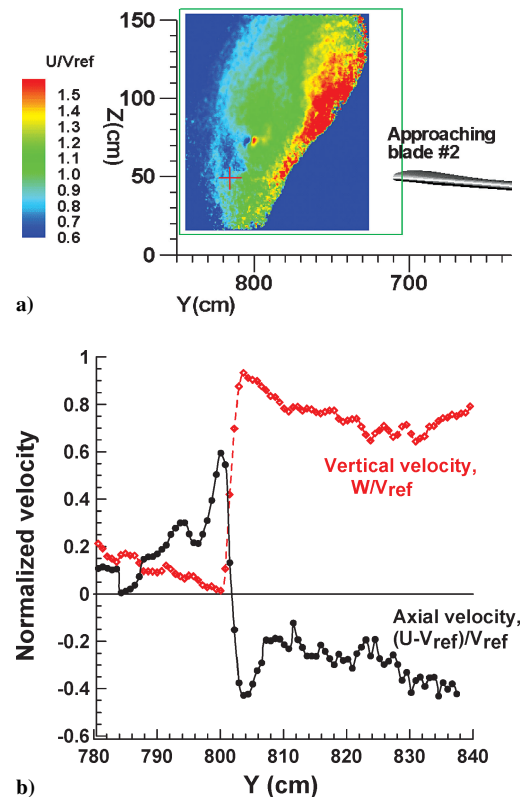 a)
U/Vref
1.5
1.4
1.3
1.2
1.1
1.0
0.9
0.8
0.7
0.6
Z(cm)
150
100
50
0
Approaching
blade #2
800
700
Y(cm)
b)
Normalized velocity
1
0.8
0.6
0.4
0.2
0
-0.2
-0.4
-0.6
Vertical velocity,
W/Vref
Axial velocity,
(U-Vref)/Vref
780
790
800
810
820
830
840
Y (cm)